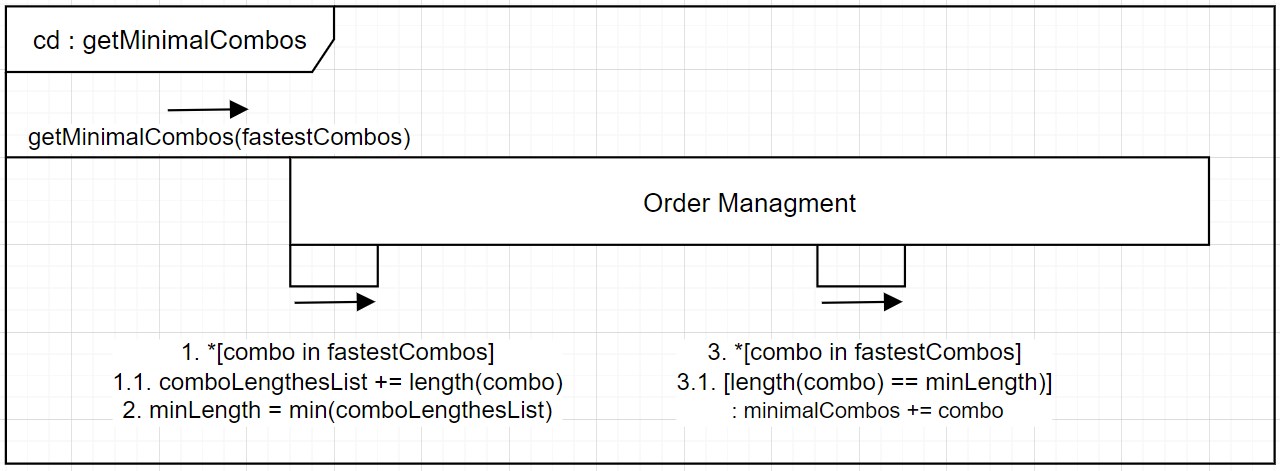 cd : getMinimalCombos
getMinimalCombos(fastestCombos)
Order Managment
1. *[combo in fastestCombos]
1.1. comboLengthesList += length(combo)
2. minLength = min(comboLengthesList)
3. *[combo in fastestCombos]
3.1. [length(combo) == minLength)]
: minimalCombos += combo